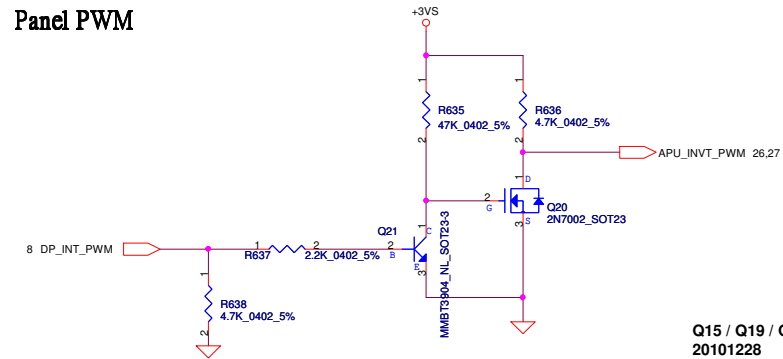 Panel PWM
+3VS
1
1
R635
47K_0402_5%
R636
4.7K_0402_5%
2
2
APU_INVT_PWM 26,27
1
D
2
G
Q20
2N7002_SOT23
S
3
8 DP_INT_PWM
1
2
R637
2.2K_0402_5%
Q21
1
C
2
B
E
3
MMBT3904_NL_SOT23-3
1
R638
4.7K_0402_5%
2
Q15 / Q19 /
20101228